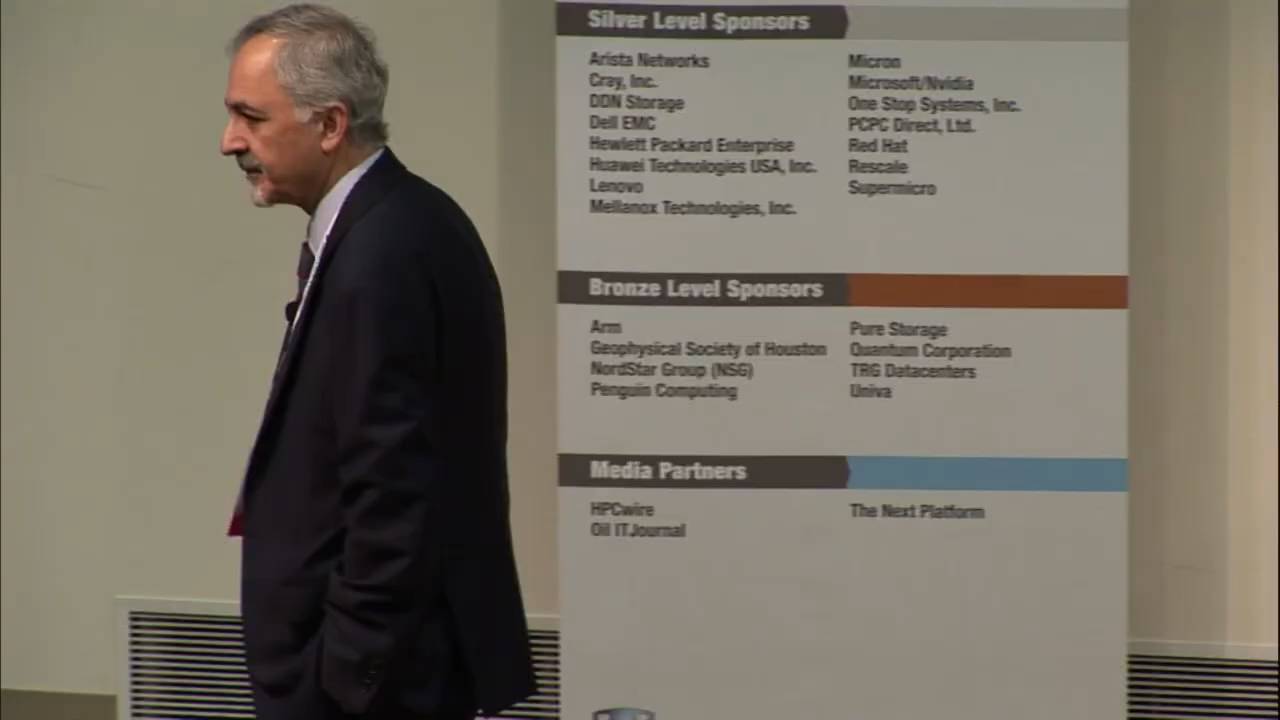 Silver Level Sponsors
Arista Networks
Cray, Inc.
DDN Storage
Dell EMC
Hewlett Packard Enterprise
Huawei Technologies USA, Inc.
Lenovo
Mellanox Technologies, Inc.
Micron
Microsoft/Nvidia
One Stop Systems, Inc.
PCPC Direct, Ltd.
Red Hat
Rescale
Supermicro
Bronze Level Sponsors
Arm
Geophysical Society of Houston
NordStar Group (NSG)
Penguin Computing
Pure Storage
Quantum Corporation
TRG Datacenters
Univa
Media Partners
HPCwire
Oil ITJournal
The Next Platform